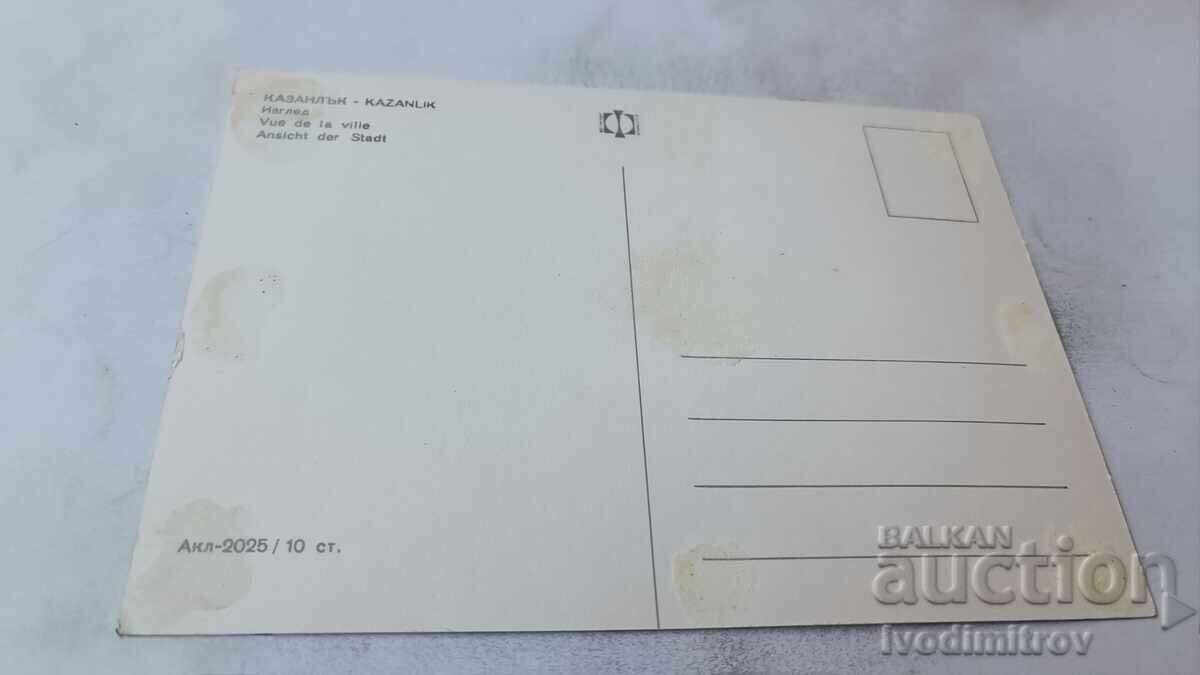 КАЗАНЛЪК - KAZANLIK
Изглед
Vue de la ville
Ansicht der Stadt
Акл-2025 / 10 ст.
BALKAN
auction
Ivodimitrov